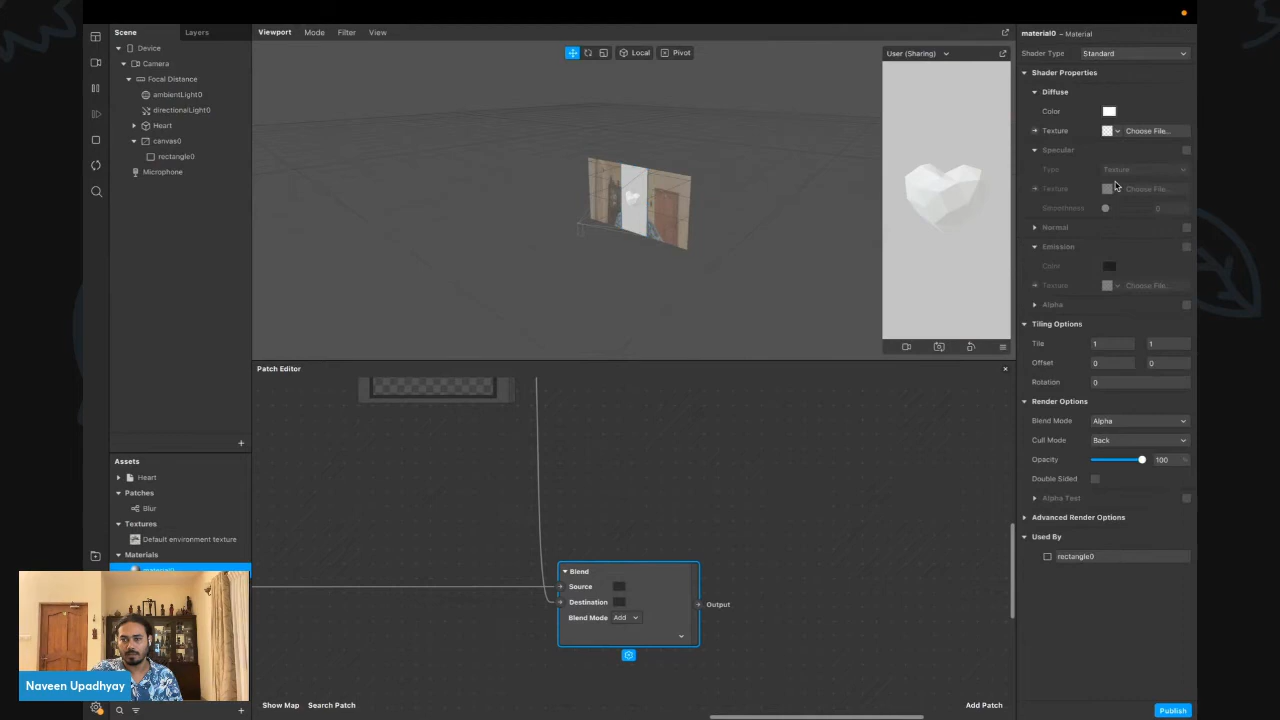 Scene
Layers
Device
Camera
Focal Distance
ambientLight0
directionalLight0
Heart
canvas0
rectangle0
Microphone
Assets
Heart
Patches
Blur
Textures
Default environment texture
Materials
Naveen Upadhyay
Viewport
Mode
Filter
View
Local
Pivot
User (Sharing)
Patch Editor
Blend
Source
Destination
Blend Mode Add
Output
Show Map
Search Patch
Add Patch
material0 – Material
Shader Type Standard
Shader Properties
Diffuse
Color
Texture Choose File...
Specular
Type Texture
Texture Choose File...
Smoothness 0
Normal
Emission
Color
Texture Choose File...
Alpha
Tiling Options
Tile 1 1
Offset 0 0
Rotation 0
Render Options
Blend Mode Alpha
Cull Mode Back
Opacity 100 %
Double Sided
Alpha Test
Advanced Render Options
Used By
rectangle0
Publish